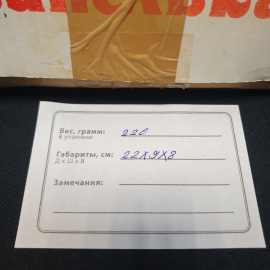 Вес, грамм: 220
В упаковке
Габариты, см: 22х9х8
Д х Ш х В
Замечания: